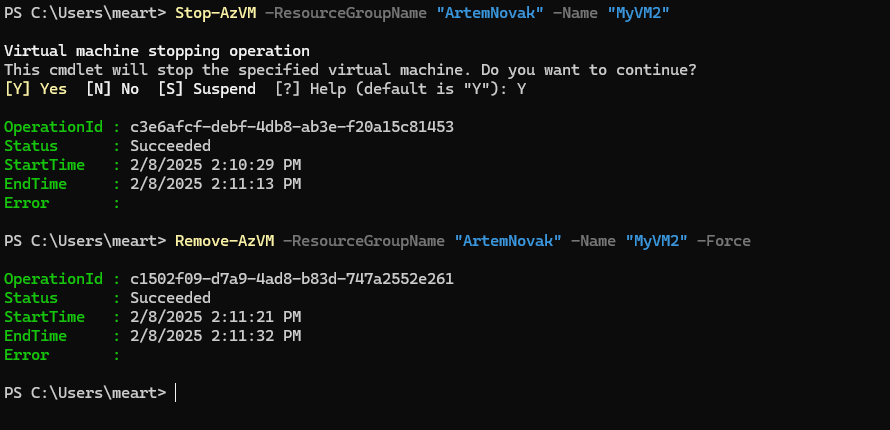 PS C:\Users\meart> Stop-AzVM -ResourceGroupName "ArtemNovak" -Name "MyVM2"
Virtual machine stopping operation
This cmdlet will stop the specified virtual machine. Do you want to continue?
[Y] Yes  [N] No  [S] Suspend  [?] Help (default is "Y"): Y
OperationId : c3e6afcf-debf-4db8-ab3e-f20a15c81453
Status      : Succeeded
StartTime   : 2/8/2025 2:10:29 PM
EndTime     : 2/8/2025 2:11:13 PM
Error       :
PS C:\Users\meart> Remove-AzVM -ResourceGroupName "ArtemNovak" -Name "MyVM2" -Force
OperationId : c1502f09-d7a9-4ad8-b83d-747a2552e261
Status      : Succeeded
StartTime   : 2/8/2025 2:11:21 PM
EndTime     : 2/8/2025 2:11:32 PM
Error       :
PS C:\Users\meart>